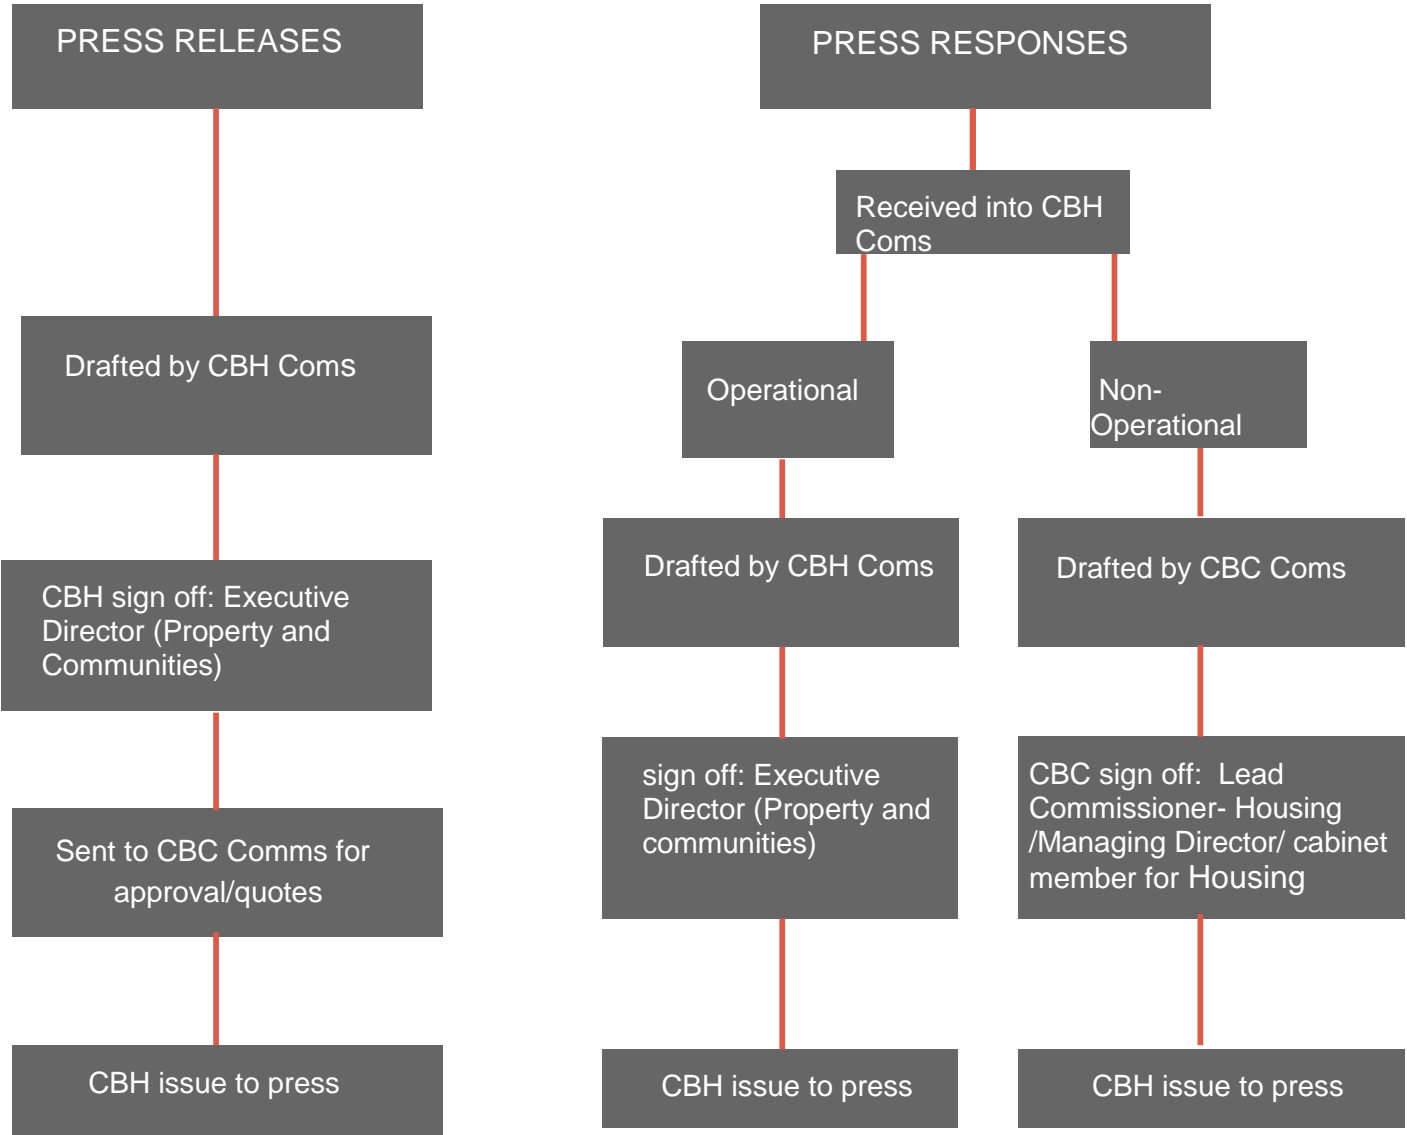 PRESS RELEASES
Drafted by CBH Coms
CBH sign off: Executive
Director (Property and
Communities)
Sent to CBC Comms for
approval/quotes
CBH issue to press
PRESS RESPONSES
Received into CBH
Coms
Operational
Drafted by CBH Coms
sign off: Executive
Director (Property and
communities)
CBH issue to press
Non-
Operational
Drafted by CBC Coms
CBC sign off: Lead
Commissioner- Housing
/Managing Director/ cabinet
member for Housing
CBH issue to press